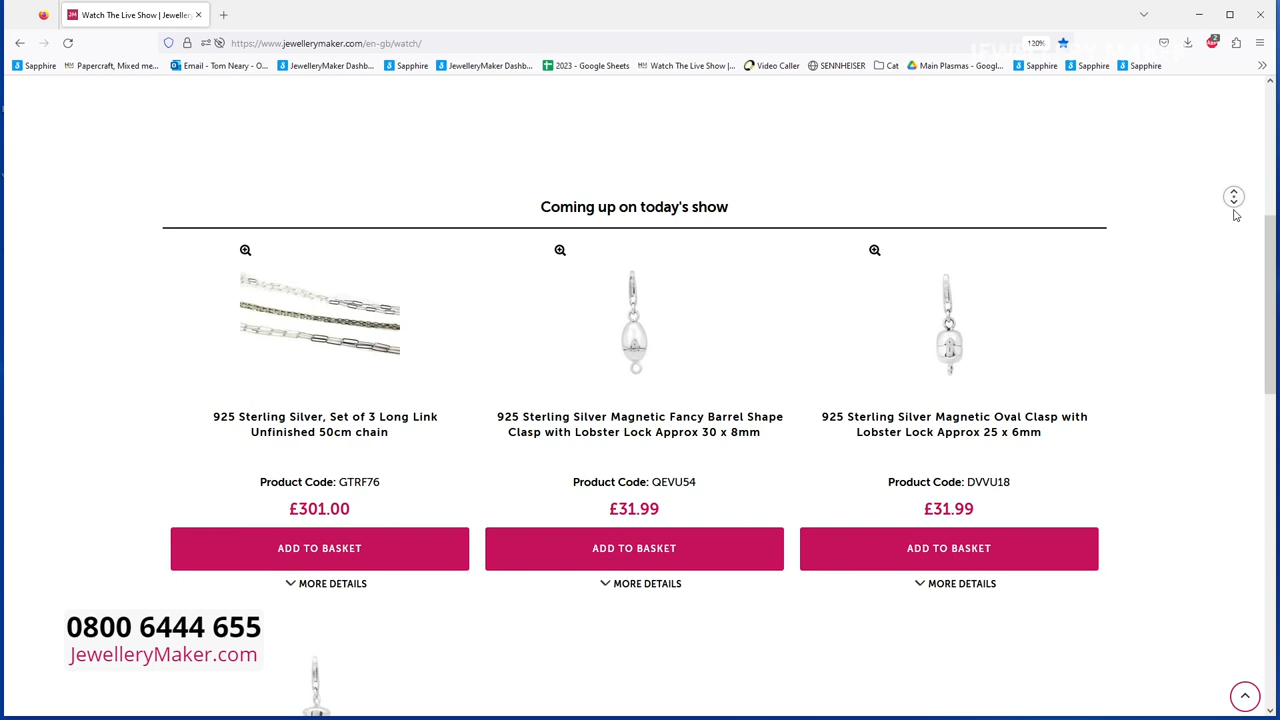 Watch The Live Show | Jewellery
https://www.jewellerymaker.com/en-gb/watch/
120%
2
Sapphire
Papercraft, Mixed me...
Email - Tom Neary - O...
JewelleryMaker Dashb...
Sapphire
JewelleryMaker Dashb...
2023 - Google Sheets
Watch The Live Show |...
Video Caller
SENNHEISER
Cat
Main Plasmas - Googl...
Sapphire
Sapphire
Sapphire
Coming up on today's show
925 Sterling Silver, Set of 3 Long Link
Unfinished 50cm chain
Product Code: GTRF76
£301.00
ADD TO BASKET
MORE DETAILS
925 Sterling Silver Magnetic Fancy Barrel Shape
Clasp with Lobster Lock Approx 30 x 8mm
Product Code: QEVU54
£31.99
ADD TO BASKET
MORE DETAILS
925 Sterling Silver Magnetic Oval Clasp with
Lobster Lock Approx 25 x 6mm
Product Code: DVVU18
£31.99
ADD TO BASKET
MORE DETAILS
0800 6444 655
JewelleryMaker.com